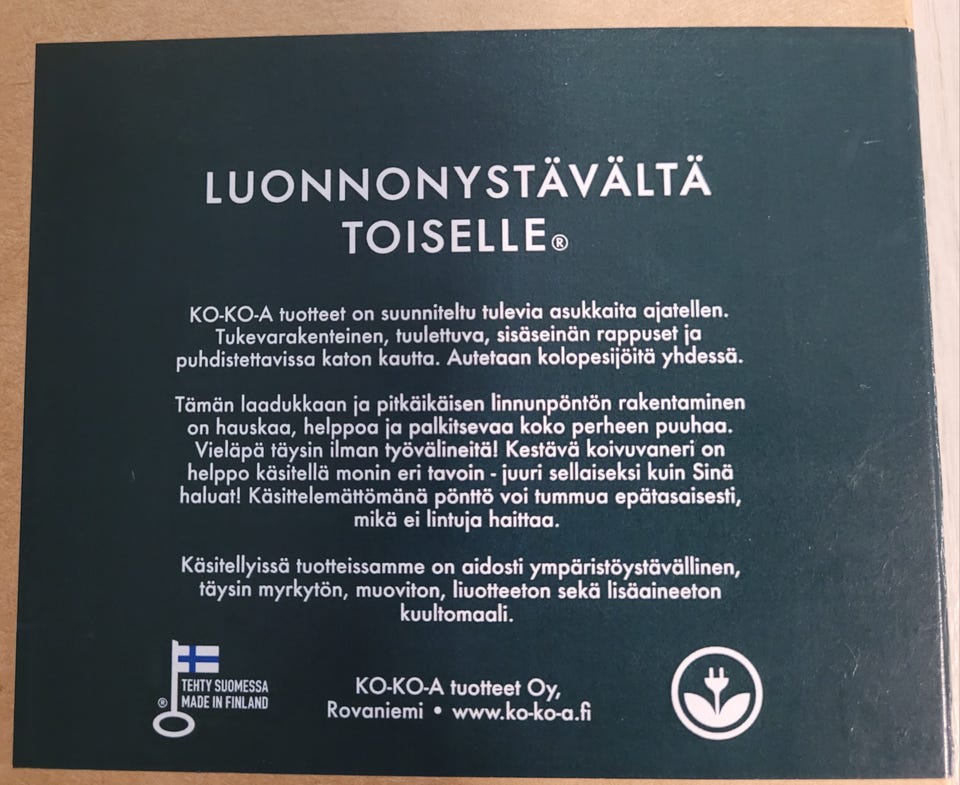 LUONNONYSTÄVÄLTÄ
TOISELLE®
KO-KO-A tuotteet on suunniteltu tulevia asukkaita ajatellen.
Tukevarakenteinen, tuulettuva, sisäseinän rappuset ja
puhdistettavissa katon kautta. Autetaan kolopesijöitä yhdessä.
Tämän laadukkaan ja pitkäikäisen linnunpöntön rakentaminen
on hauskaa, helppoa ja palkitsevaa koko perheen puuhaa.
Vieläpä täysin ilman työvälineitä! Kestävä koivuvaneri on
helppo käsitellä monin eri tavoin - juuri sellaiseksi kuin Sinä
haluat! Käsittelemättömänä pönttö voi tummua epätasaisesti,
mikä ei lintuja haittaa.
Käsitellyissä tuotteissamme on aidosti ympäristöystävällinen,
täysin myrkytön, muoviton, liuotteeton sekä lisäaineeton
kuultomaali.
® TEHTY SUOMESSA
MADE IN FINLAND
KO-KO-A tuotteet Oy,
Rovaniemi • www.ko-ko-a.fi